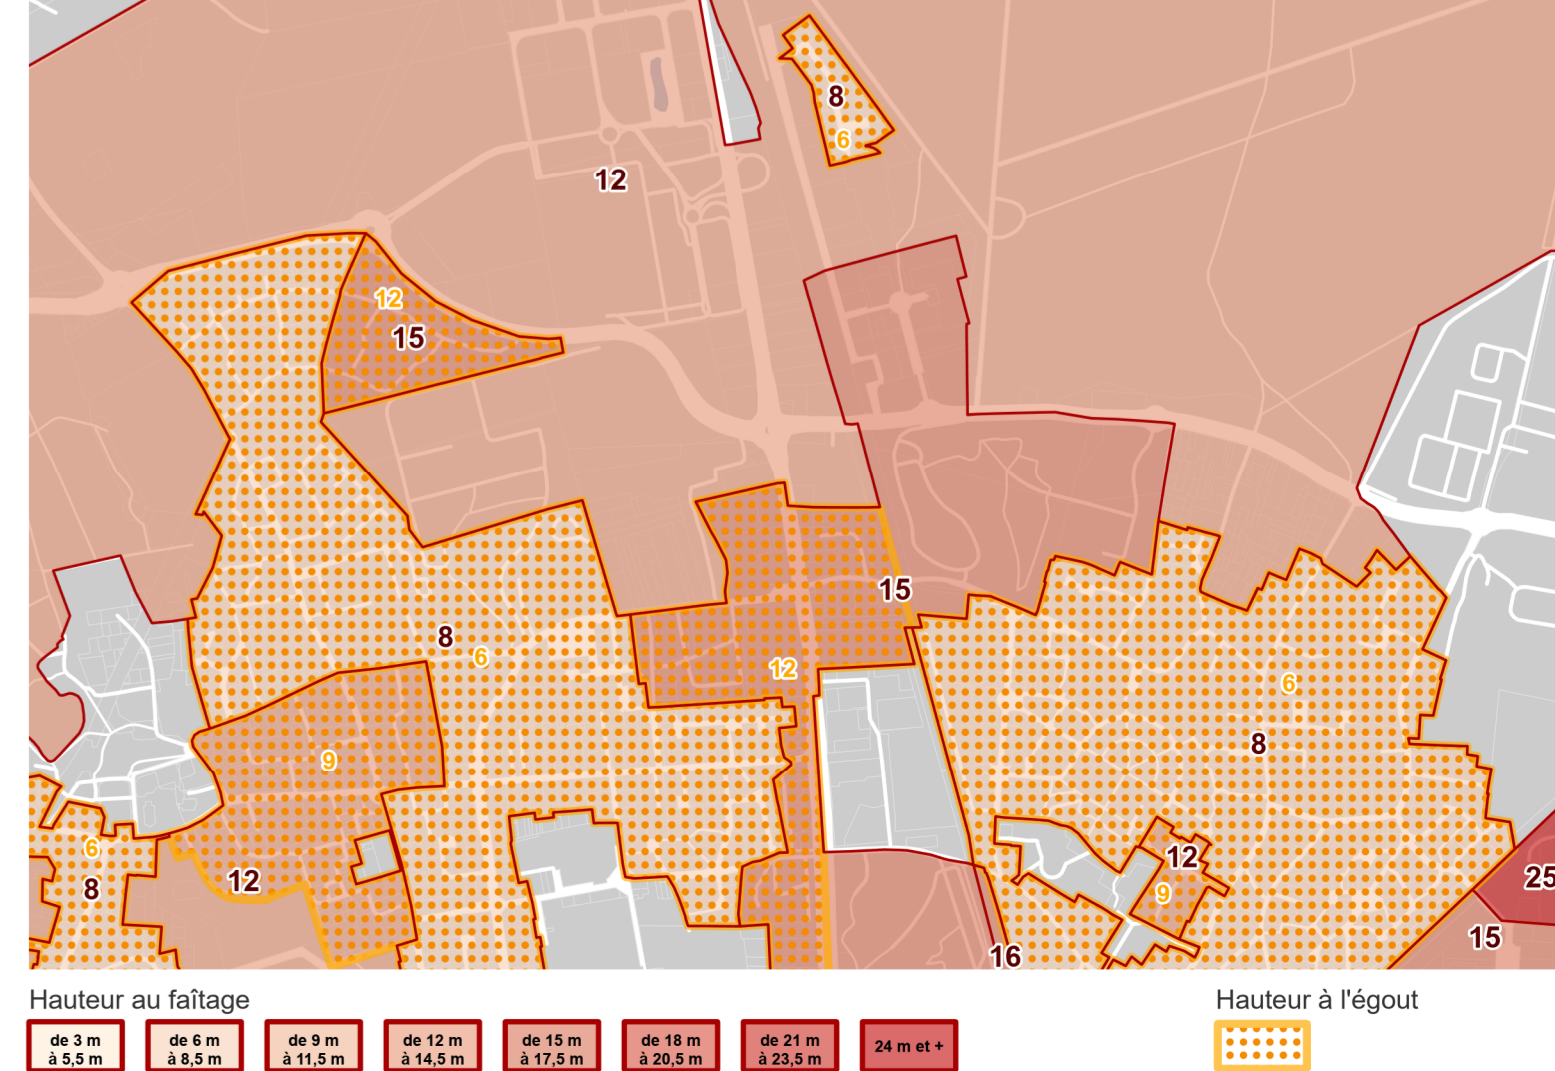 8
6
12
12
15
15
8
6
12
6
8
9
6
8
12
12
9
25
15
16
Hauteur au faîtage
Hauteur à l'égout
de 3 m
à 5,5 m
de 6 m
à 8,5 m
de 9 m
à 11,5 m
de 12 m
à 14,5 m
de 15 m
à 17,5 m
de 18 m
à 20,5 m
de 21 m
à 23,5 m
24 m et +